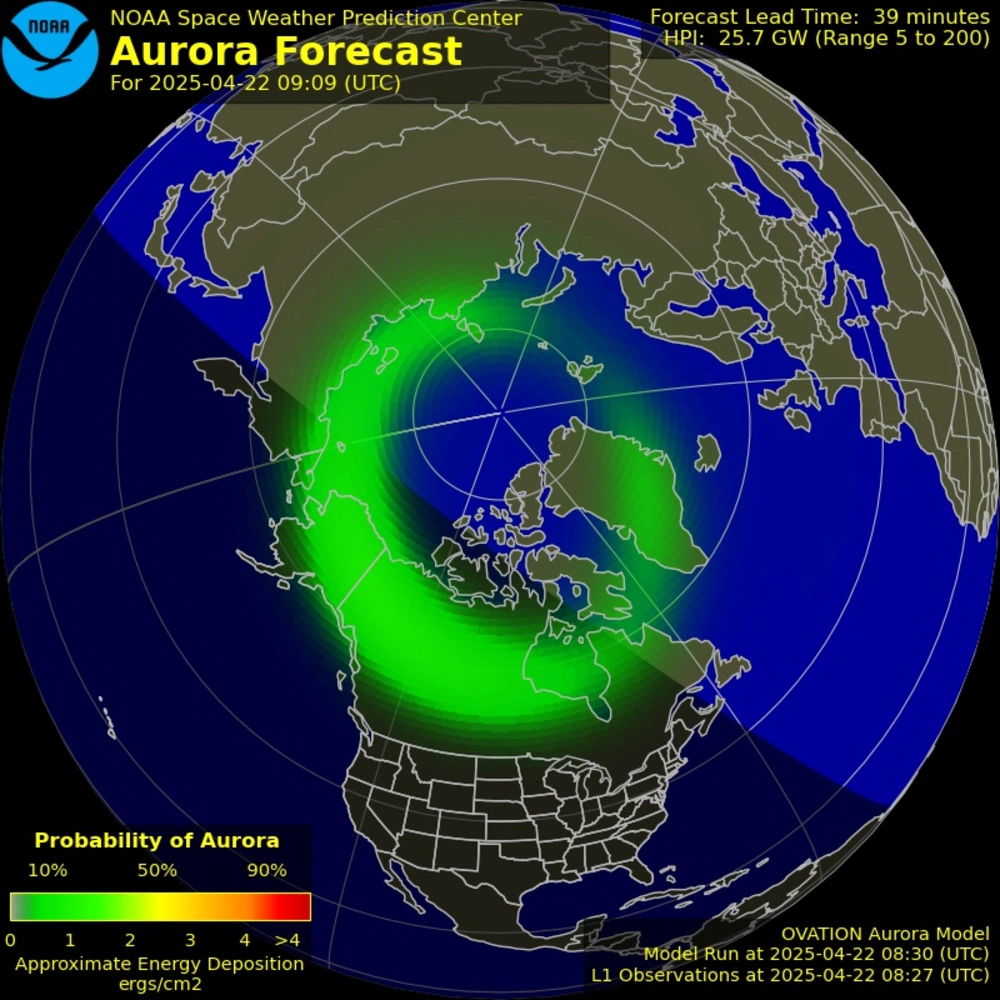 NOAA
NOAA Space Weather Prediction Center
Aurora Forecast
For 2025-04-22 09:09 (UTC)
Forecast Lead Time: 39 minutes
HPI: 25.7 GW (Range 5 to 200)
Probability of Aurora
10% 50% 90%
0 1 2 3 4 >4
Approximate Energy Deposition
ergs/cm2
OVATION Aurora Model
Model Run at 2025-04-22 08:30 (UTC)
L1 Observations at 2025-04-22 08:27 (UTC)